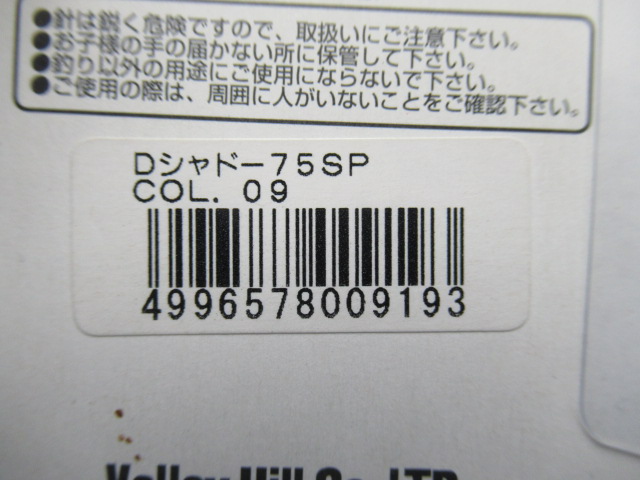 ●針は鋭く危険ですので、取扱いにご注意下さい。
●お子様の手の届かない所に保管して下さい。
●釣り以外の用途にご使用にならないで下さい。
●ご使用の際は、周囲に人がいないことをご確認下さい。
Dシャドー75SP
COL. 09
4996578009193
Valley Hill Co.,LTD